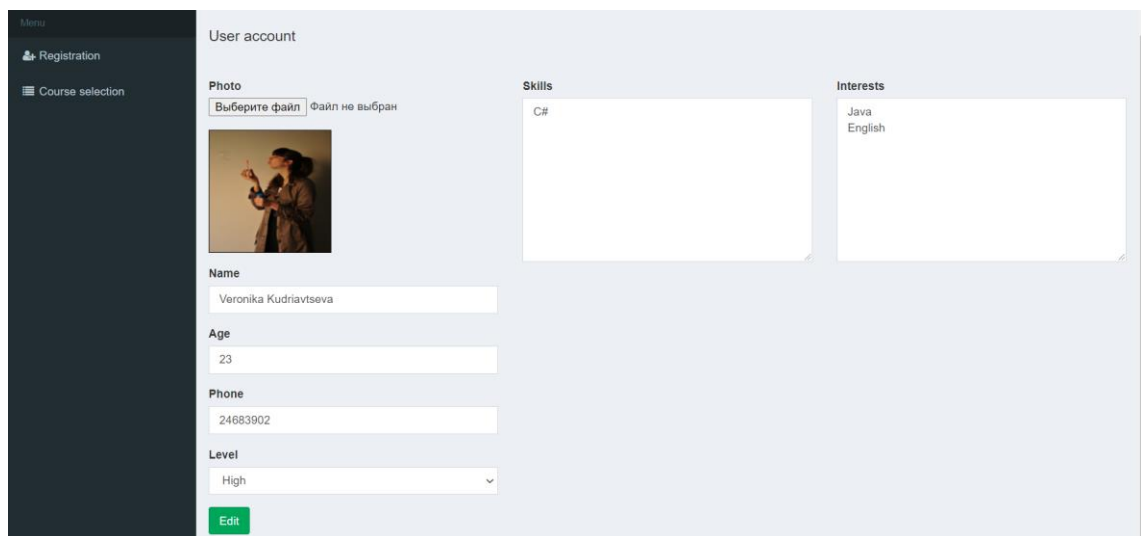 Menu
Registration
Course selection
User account
Photo
Выберите файл Файл не выбран
Name
Veronika Kudriavtseva
Age
23
Phone
24683902
Level
High
Edit
Skills
C#
Interests
Java
English